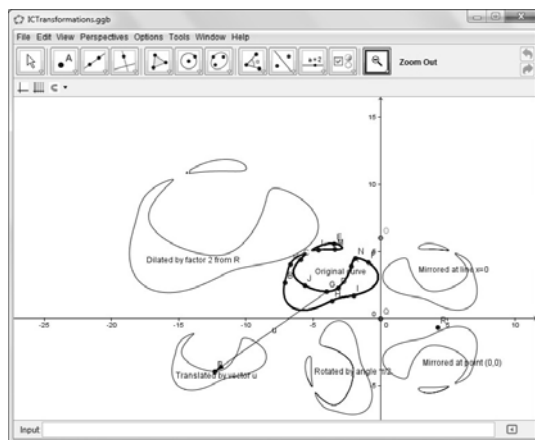 ICTransformations.ggb
File Edit View Perspectives Options Tools Window Help
A
a=2
Zoom Out
15
10
5
Dilated by factor 2 from R
Original curve
Mirrored at line x=0
-25 -20 -15 -10 -5 0 5 10
u
Translated by vector u
Rotated by angle π/2
Mirrored at point (0,0)
-5
Input